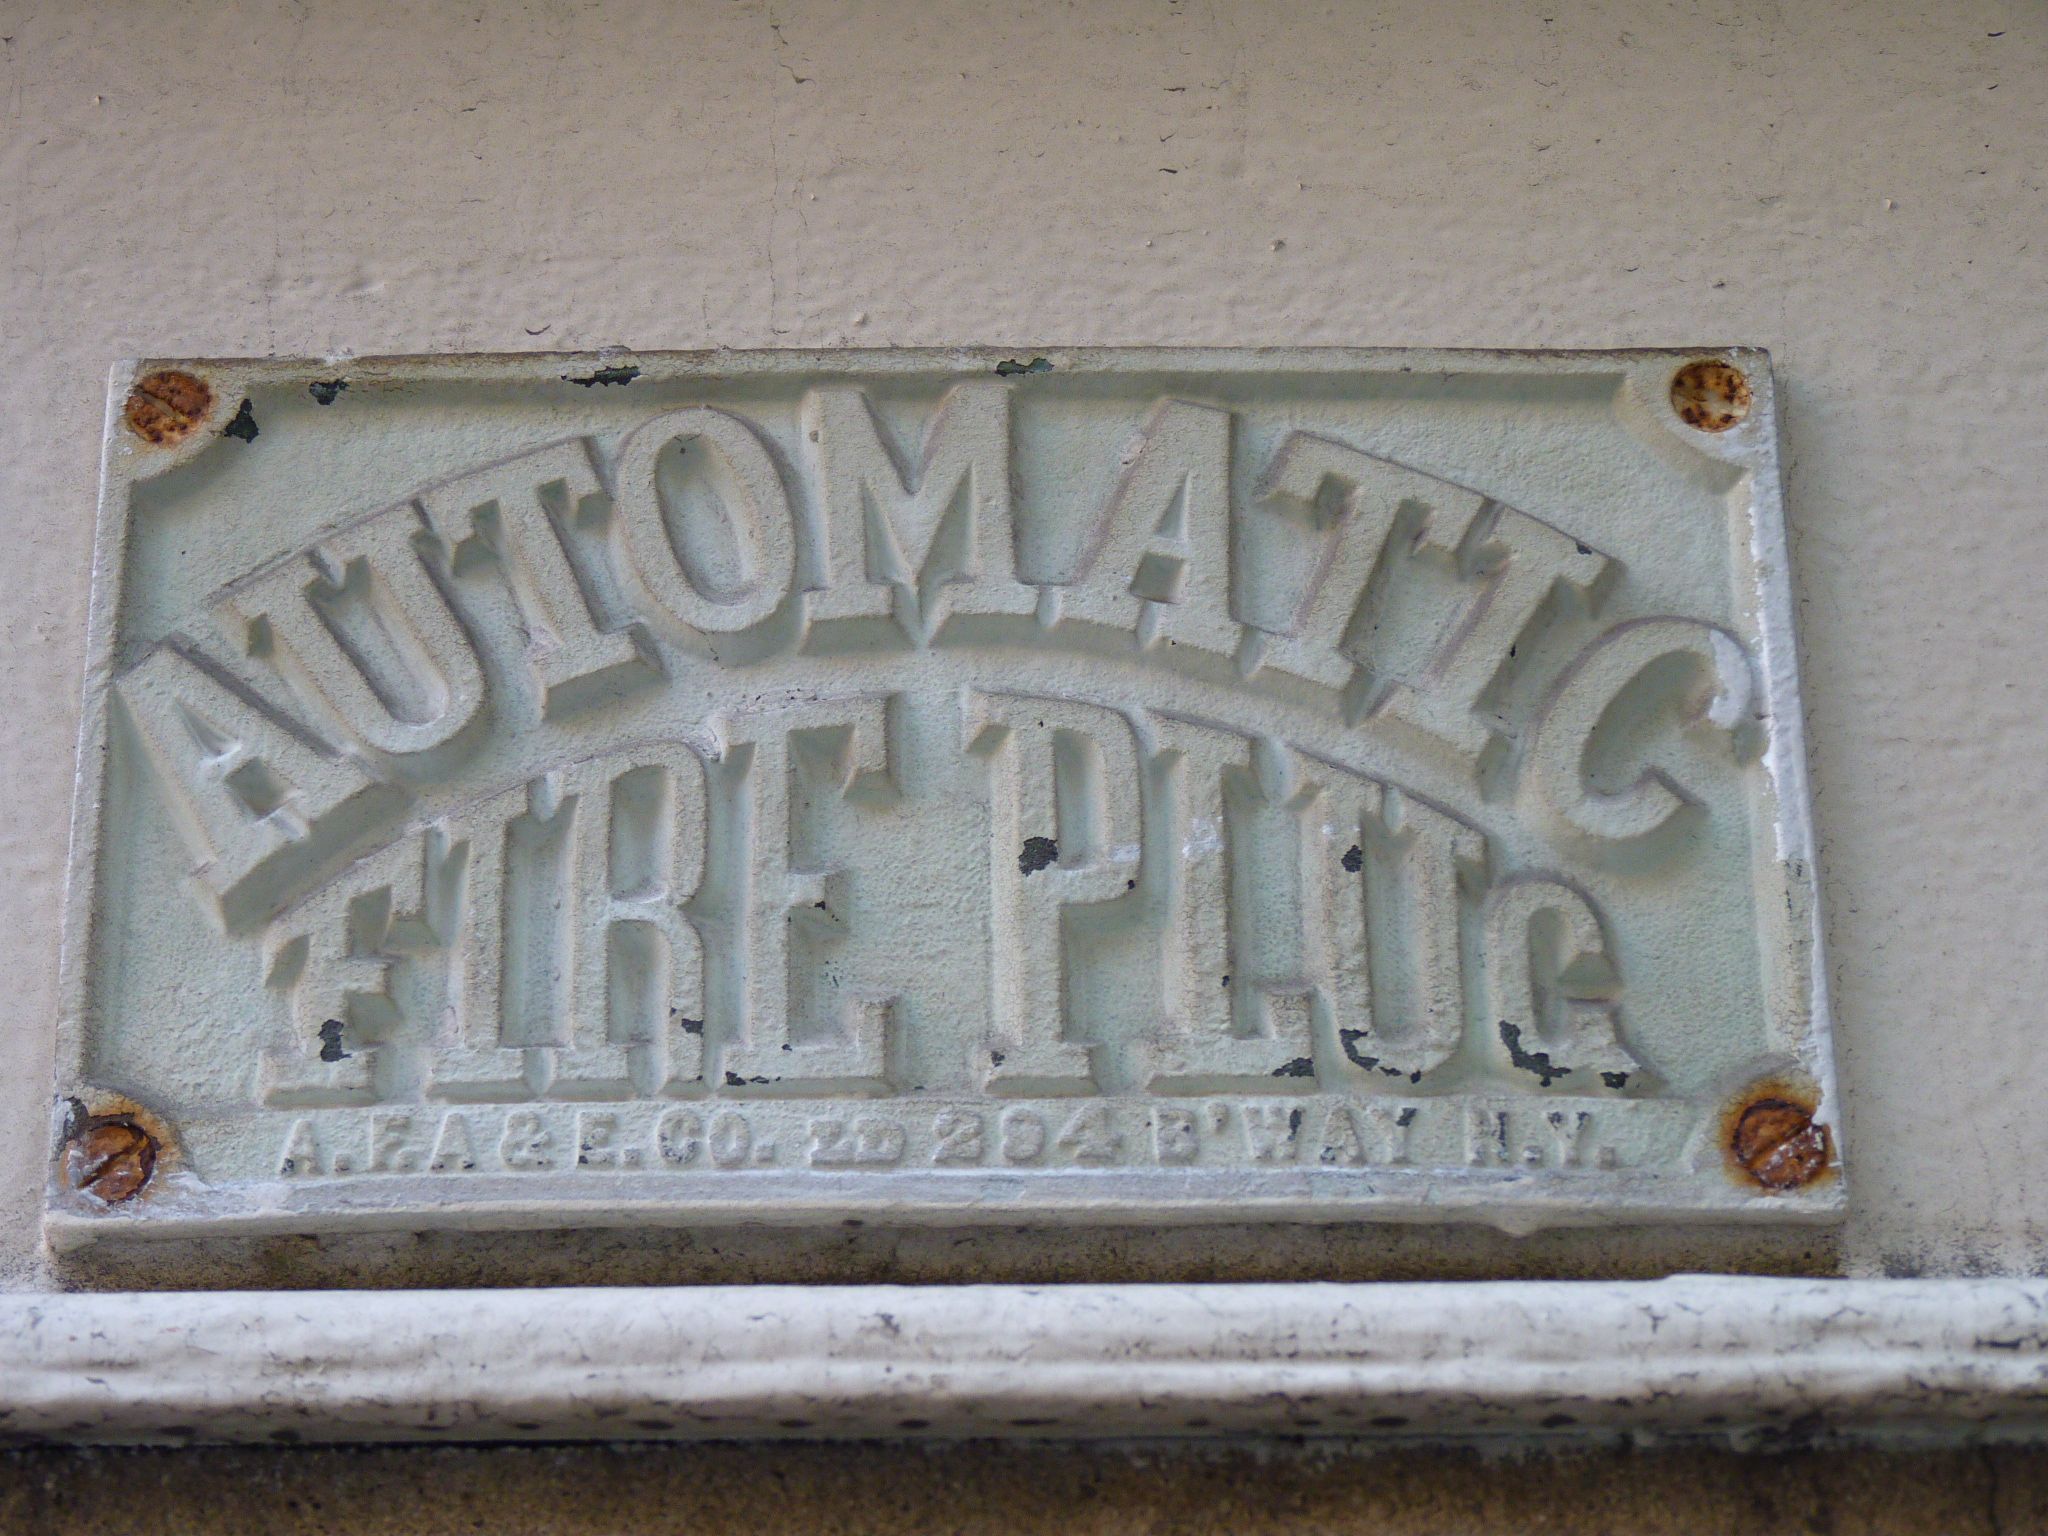 AUTOMATIC
FIRE PLUG
A.F.A & E.CO. LD 294 B'WAY N.Y.